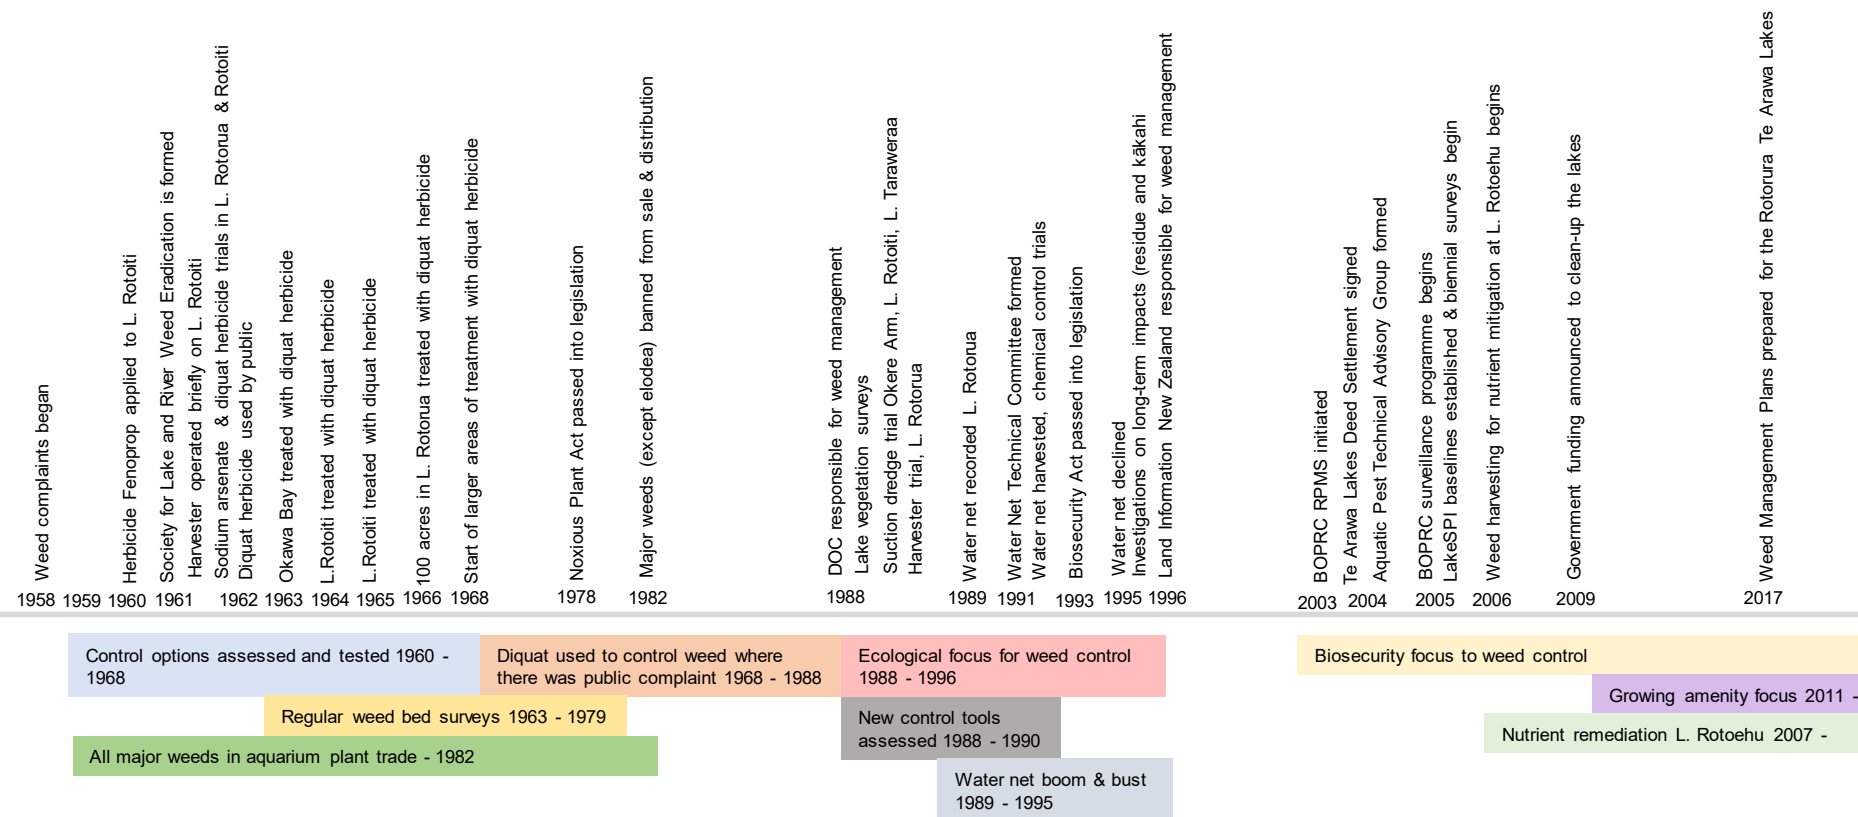 Weed complaints began
Herbicide Fenoprop applied to L. Rotoiti
Society for Lake and River Weed Eradication is formed
Harvester operated briefly on L. Rotoiti
Sodium arsenate & diquat herbicide trials in L. Rotorua & Rotoiti
Diquat herbicide used by public
Okawa Bay treated with diquat herbicide
L.Rotoiti treated with diquat herbicide
L.Rotoiti treated with diquat herbicide
100 acres in L. Rotorua treated with diquat herbicide
Start of larger areas of treatment with diquat herbicide
Noxious Plant Act passed into legislation
Major weeds (except elodea) banned from sale & distribution
DOC responsible for weed management
Lake vegetation surveys
Suction dredge trial Okere Arm, L. Rotoiti, L. Taraweraa
Harvester trial, L. Rotorua
Water net recorded L. Rotorua
Water Net Technical Committee formed
Water net harvested, chemical control trials
Biosecurity Act passed into legislation
Water net declined
Investigations on long-term impacts (residue and kākahi
Land Information New Zealand responsible for weed management
BOPRC RPMS initiated
Te Arawa Lakes Deed Settlement signed
Aquatic Pest Technical Advisory Group formed
BOPRC surveillance programme begins
LakeSPI baselines established & biennial surveys begin
Weed harvesting for nutrient mitigation at L. Rotoehu begins
Government funding announced to clean-up the lakes
Weed Management Plans prepared for the Rotorura Te Arawa Lakes
1958 1959 1960 1961 1962 1963 1964 1965 1966 1968 1978 1982 1988 1989 1991 1993 1995 1996 2003 2004 2005 2006 2009 2017
Control options assessed and tested 1960 -
1968
Diquat used to control weed where
there was public complaint 1968 - 1988
Ecological focus for weed control
1988 - 1996
Biosecurity focus to weed control
Growing amenity focus 2011 -
Regular weed bed surveys 1963 - 1979
New control tools
assessed 1988 - 1990
Nutrient remediation L. Rotoehu 2007 -
All major weeds in aquarium plant trade - 1982
Water net boom & bust
1989 - 1995